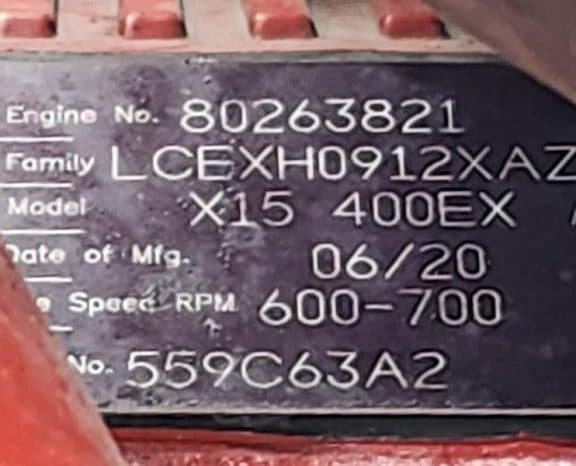 Engine No. 80263821
Family LCEXH0912XAZ
Model X15 400EX
Date of Mfg. 06/20
Speed RPM 600-700
No. 559C63A2